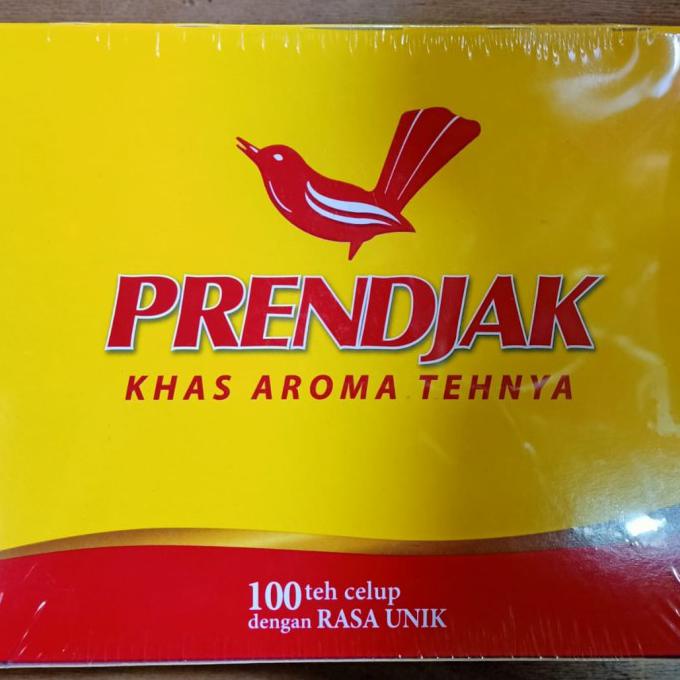 PRENDJAK
KHAS AROMA TEHNYA
100 teh celup
dengan RASA UNIK